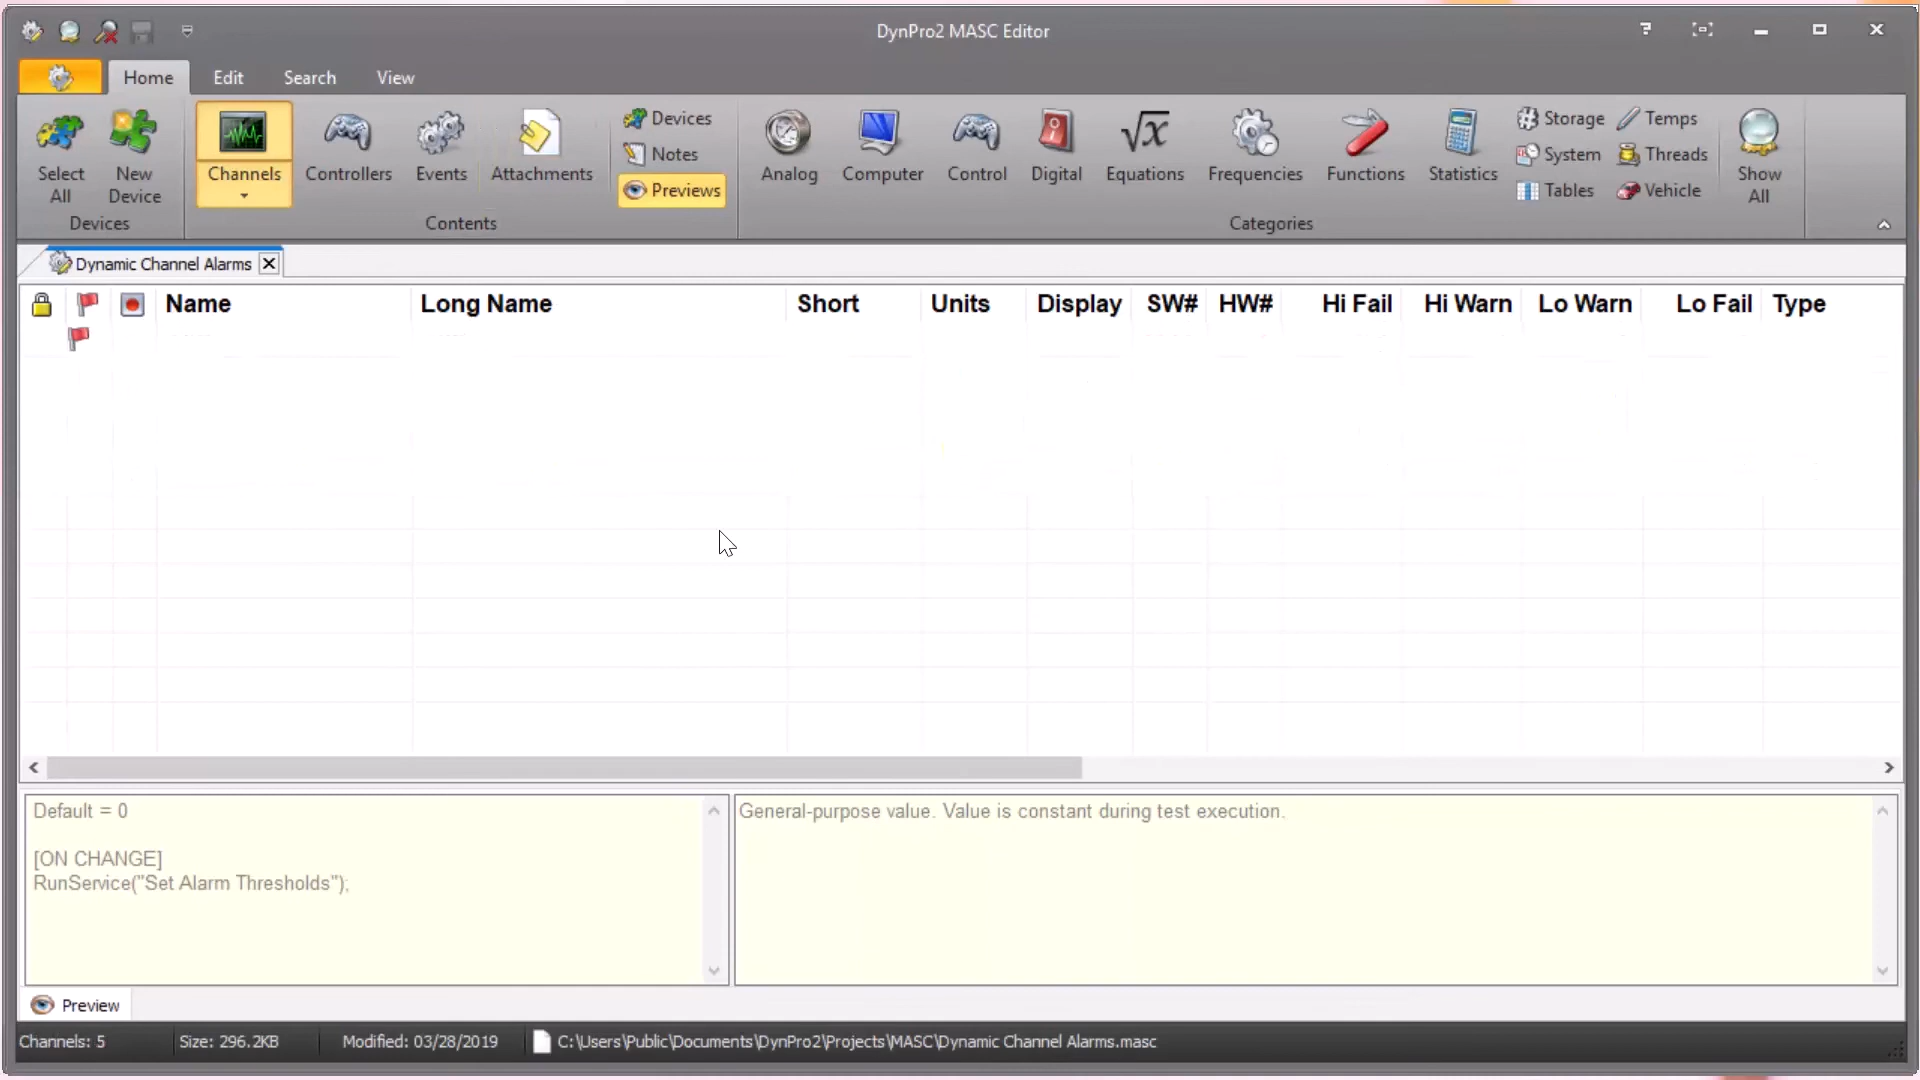 DynPro2 MASC Editor
?
Home Edit Search View
Select All
New Device
Devices
Channels
Controllers
Events
Attachments
Devices
Notes
Previews
Contents
Analog
Computer
Control
Digital
√x
Equations
Frequencies
Functions
Statistics
Storage
System
Tables
Temps
Threads
Vehicle
Show All
Categories
Dynamic Channel Alarms
Name Long Name Short Units Display SW# HW# Hi Fail Hi Warn Lo Warn Lo Fail Type
Default = 0
[ON CHANGE]
RunService("Set Alarm Thresholds");
General-purpose value. Value is constant during test execution.
Preview
Channels: 5 Size: 296.2KB Modified: 03/28/2019 C:\Users\Public\Documents\DynPro2\Projects\MASC\Dynamic Channel Alarms.masc